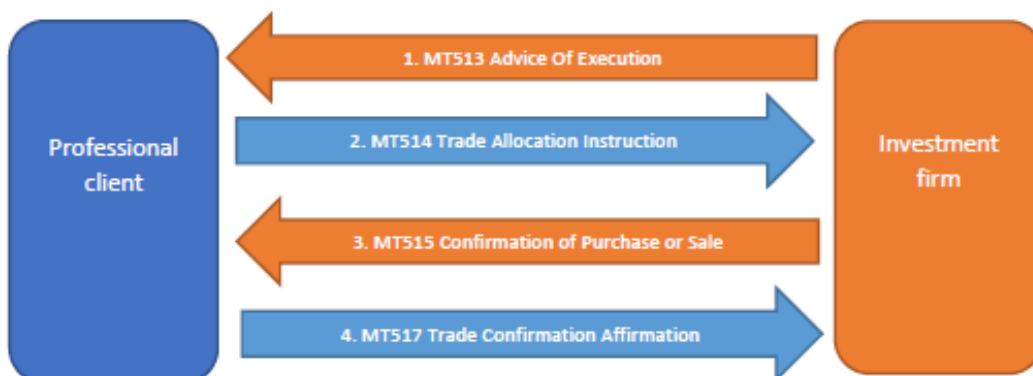 1. MT513 Advice Of Execution
2. MT514 Trade Allocation Instruction
Professional
client
Investment
firm
3. MT515 Confirmation of Purchase or Sale
4. MT517 Trade Confirmation Affirmation